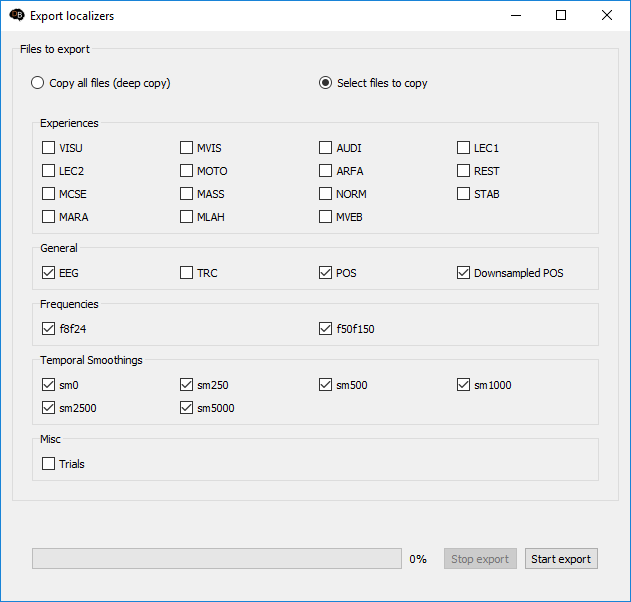 Export localizers
Files to export
Copy all files (deep copy) Select files to copy
Experiences
VISU MVIS AUDI LEC1
LEC2 MOTO ARFA REST
MCSE MASS NORM STAB
MARA MLAH MVEB
General
EEG TRC POS Downsampled POS
Frequencies
f8f24 f50f150
Temporal Smoothings
sm0 sm250 sm500 sm1000
sm2500 sm5000
Misc
Trials
0% Stop export Start export